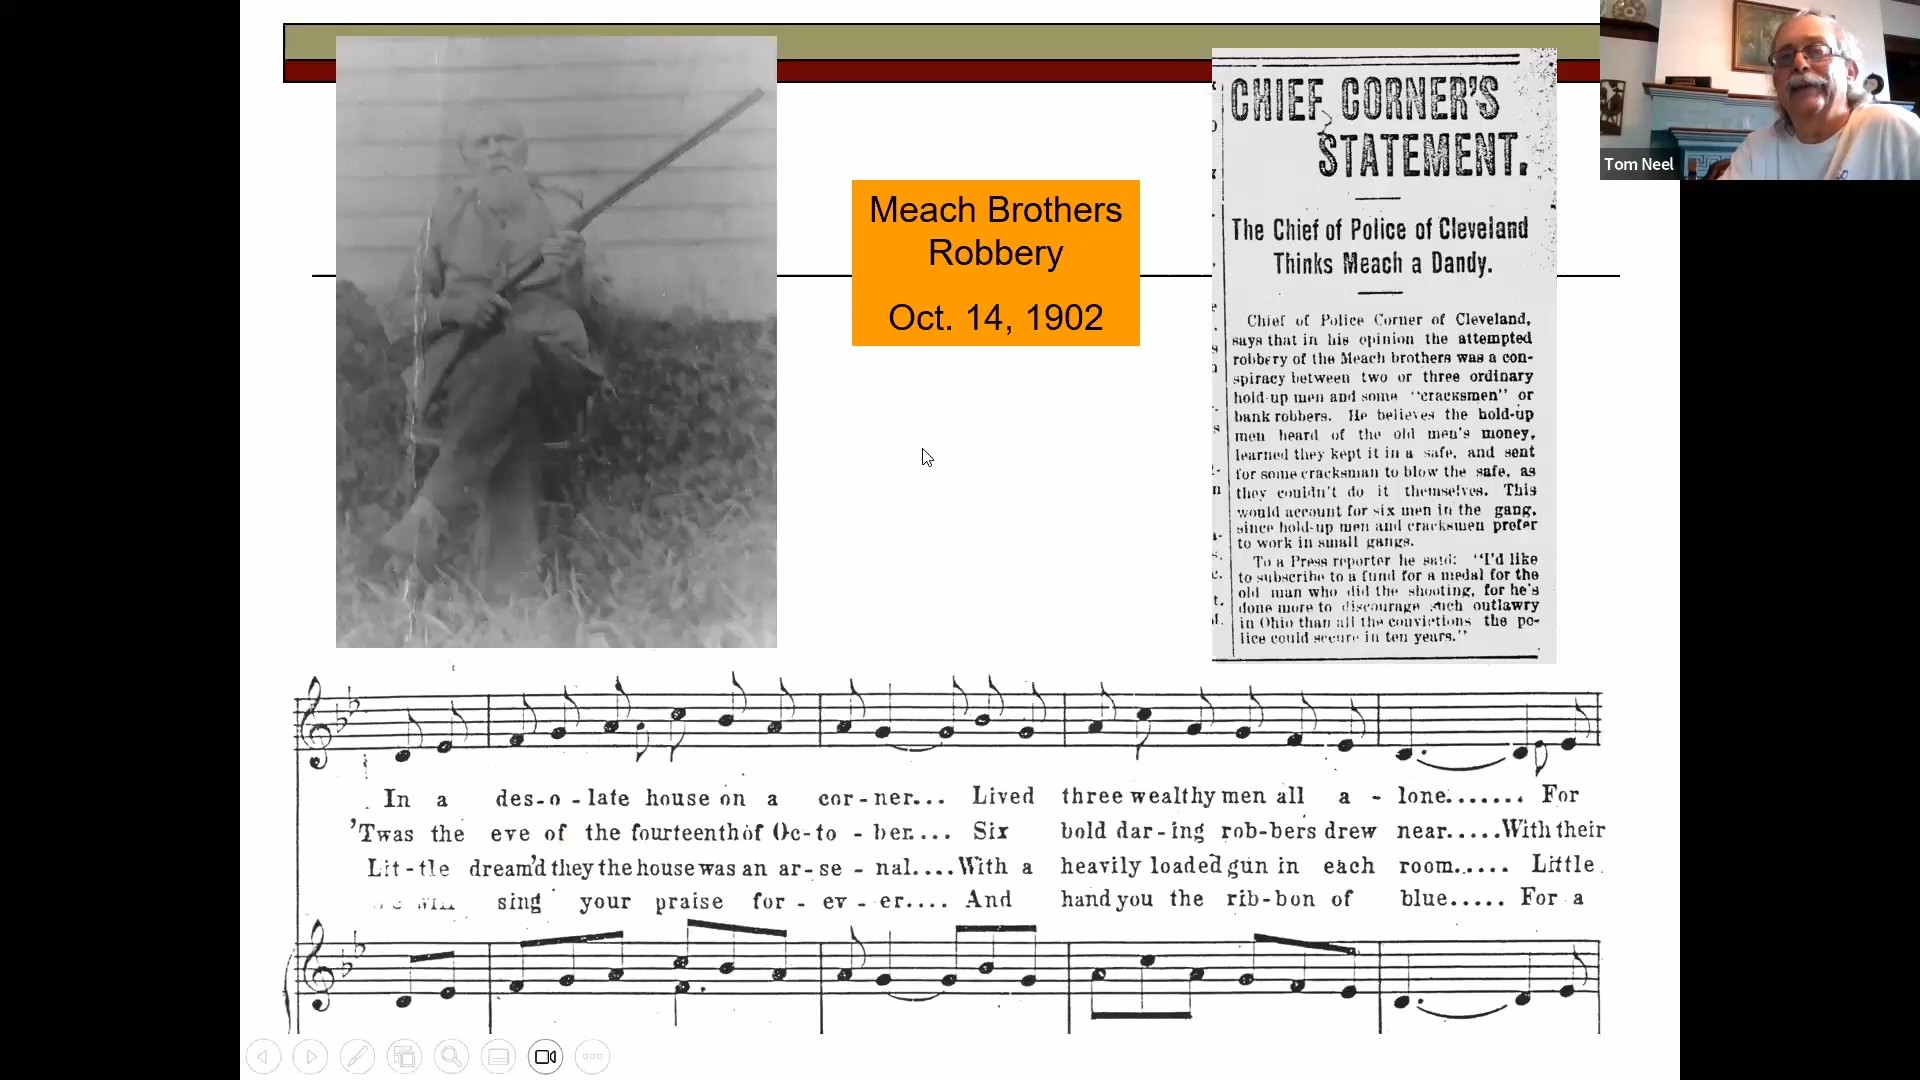 Meach Brothers
Robbery
Oct. 14, 1902
CHIEF CORNER'S
STATEMENT.
The Chief of Police of Cleveland
Thinks Meach a Dandy.
Chief of Police Corner of Cleveland,
says that in his opinion the attempted
robbery of the Meach brothers was a con-
spiracy between two or three ordinary
hold-up men and some "cracksmen" or
bank robbers. He believes the hold-up
men heard of the old men's money,
learned they kept it in a safe, and sent
for some cracksman to blow the safe, as
they couldn't do it themselves. This
would account for six men in the gang,
since hold-up men and cracksmen prefer
to work in small gangs.
To a Press reporter he said: "I'd like
to subscribe to a fund for a medal for the
old man who did the shooting, for he's
done more to discourage such outlawry
in Ohio than all the convictions the po-
lice could secure in ten years."
Tom Neel
In a des-o-late house on a cor-ner... Lived three wealthy men all a-lone....... For
'Twas the eve of the fourteenth of Oc-to-ber.... Six bold dar-ing rob-bers drew near.....With their
Lit-tle dream'd they the house was an ar-se-nal....With a heavily loaded gun in each room...... Little
will sing your praise for-ev-er.... And hand you the rib-bon of blue..... For a